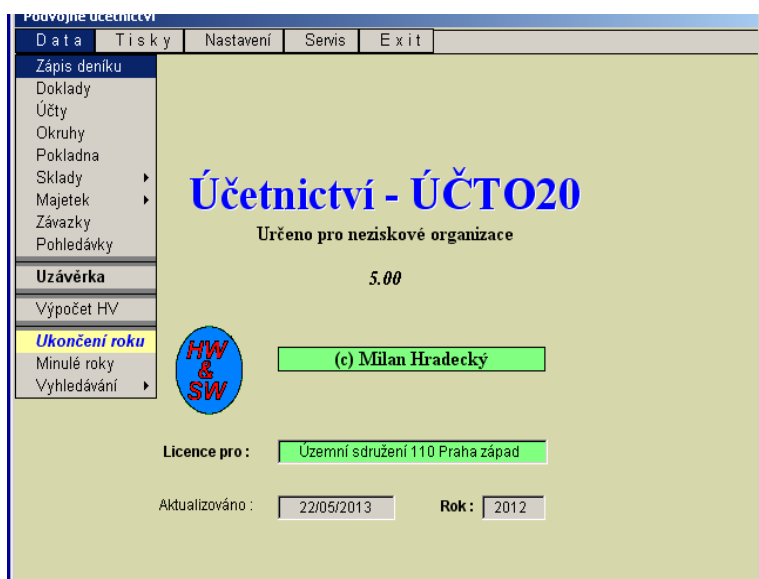 Podvojné účetnictví
Data Tisky Nastavení Servis Exit
Zápis deníku
Doklady
Účty
Okruhy
Pokladna
Sklady
Majetek
Závazky
Pohledávky
Uzávěrka
Výpočet HV
Ukončení roku
Minulé roky
Vyhledávání
Účetnictví - ÚČTO20
Určeno pro neziskové organizace
5.00
HW
&
SW
(c) Milan Hradecký
Licence pro : Územní sdružení 110 Praha západ
Aktualizováno : 22/05/2013 Rok : 2012